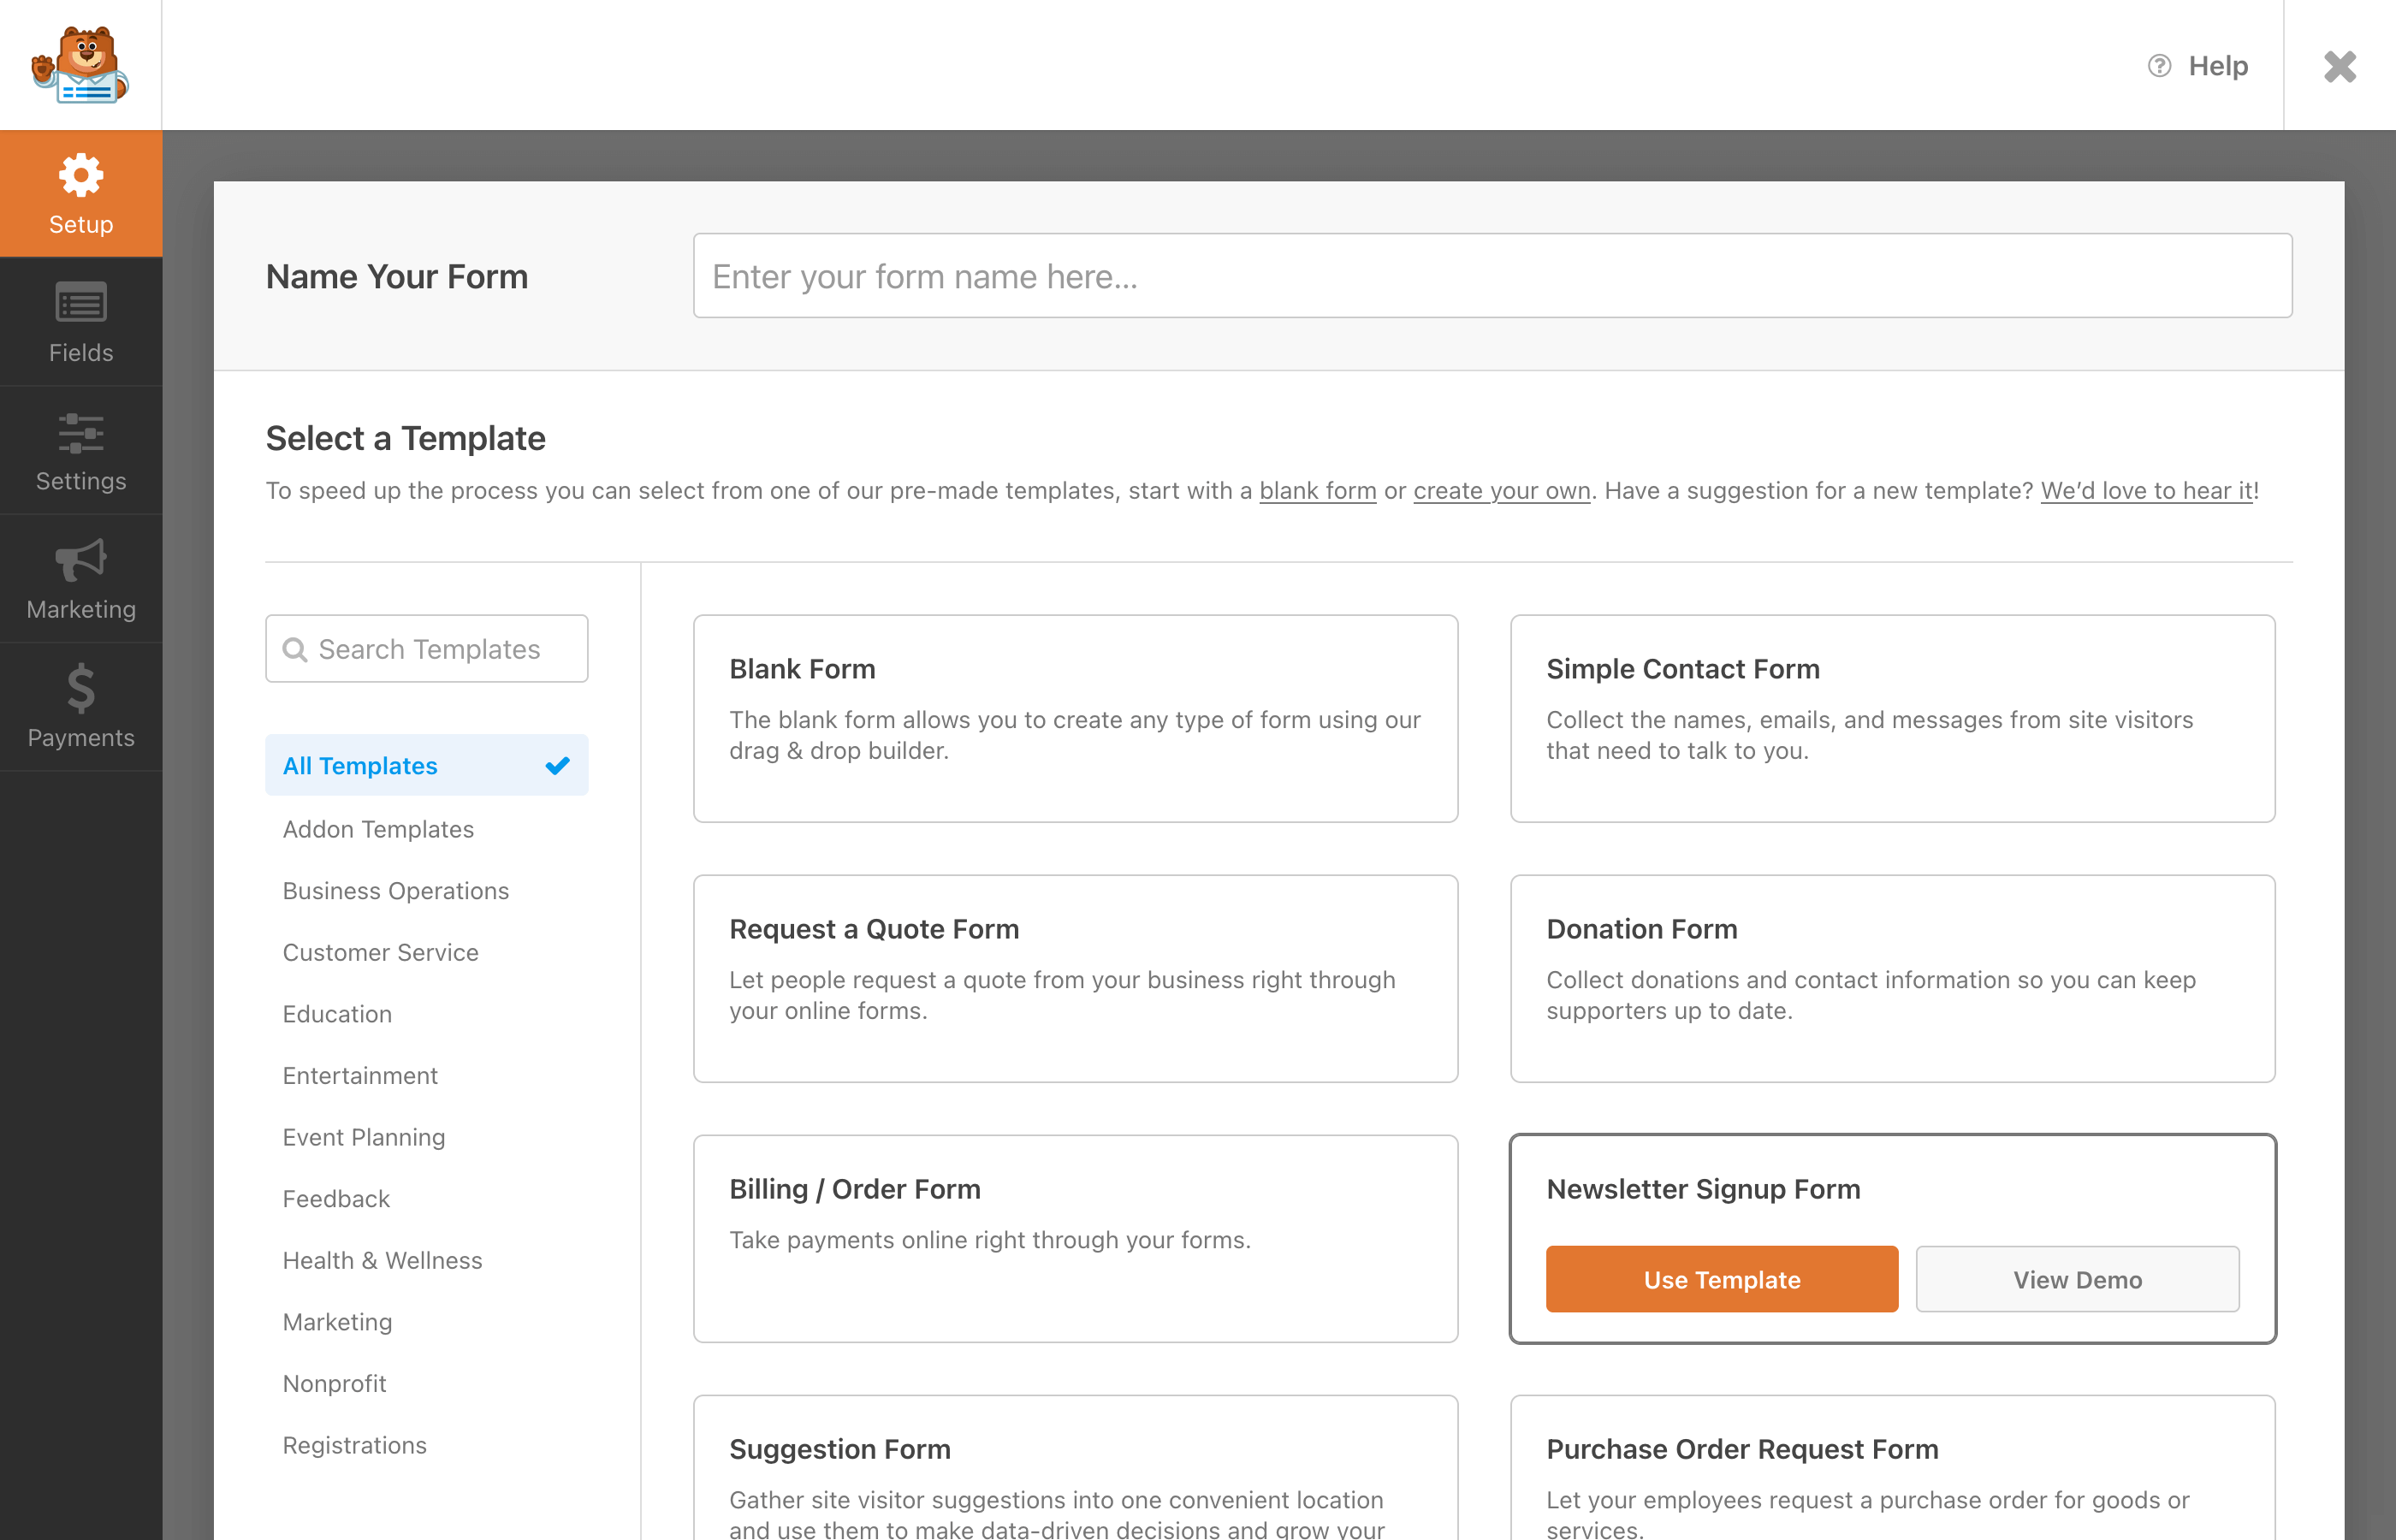 Help
Setup
Fields
Settings
Marketing
Payments
Name Your Form
Enter your form name here...
Select a Template
To speed up the process you can select from one of our pre-made templates, start with a blank form or create your own. Have a suggestion for a new template? We’d love to hear it!
Search Templates
All Templates
Addon Templates
Business Operations
Customer Service
Education
Entertainment
Event Planning
Feedback
Health & Wellness
Marketing
Nonprofit
Registrations
Blank Form
The blank form allows you to create any type of form using our
drag & drop builder.
Simple Contact Form
Collect the names, emails, and messages from site visitors
that need to talk to you.
Request a Quote Form
Let people request a quote from your business right through
your online forms.
Donation Form
Collect donations and contact information so you can keep
supporters up to date.
Billing / Order Form
Take payments online right through your forms.
Newsletter Signup Form
Use Template
View Demo
Suggestion Form
Gather site visitor suggestions into one convenient location
and use them to make data-driven decisions and grow your
Purchase Order Request Form
Let your employees request a purchase order for goods or
services.